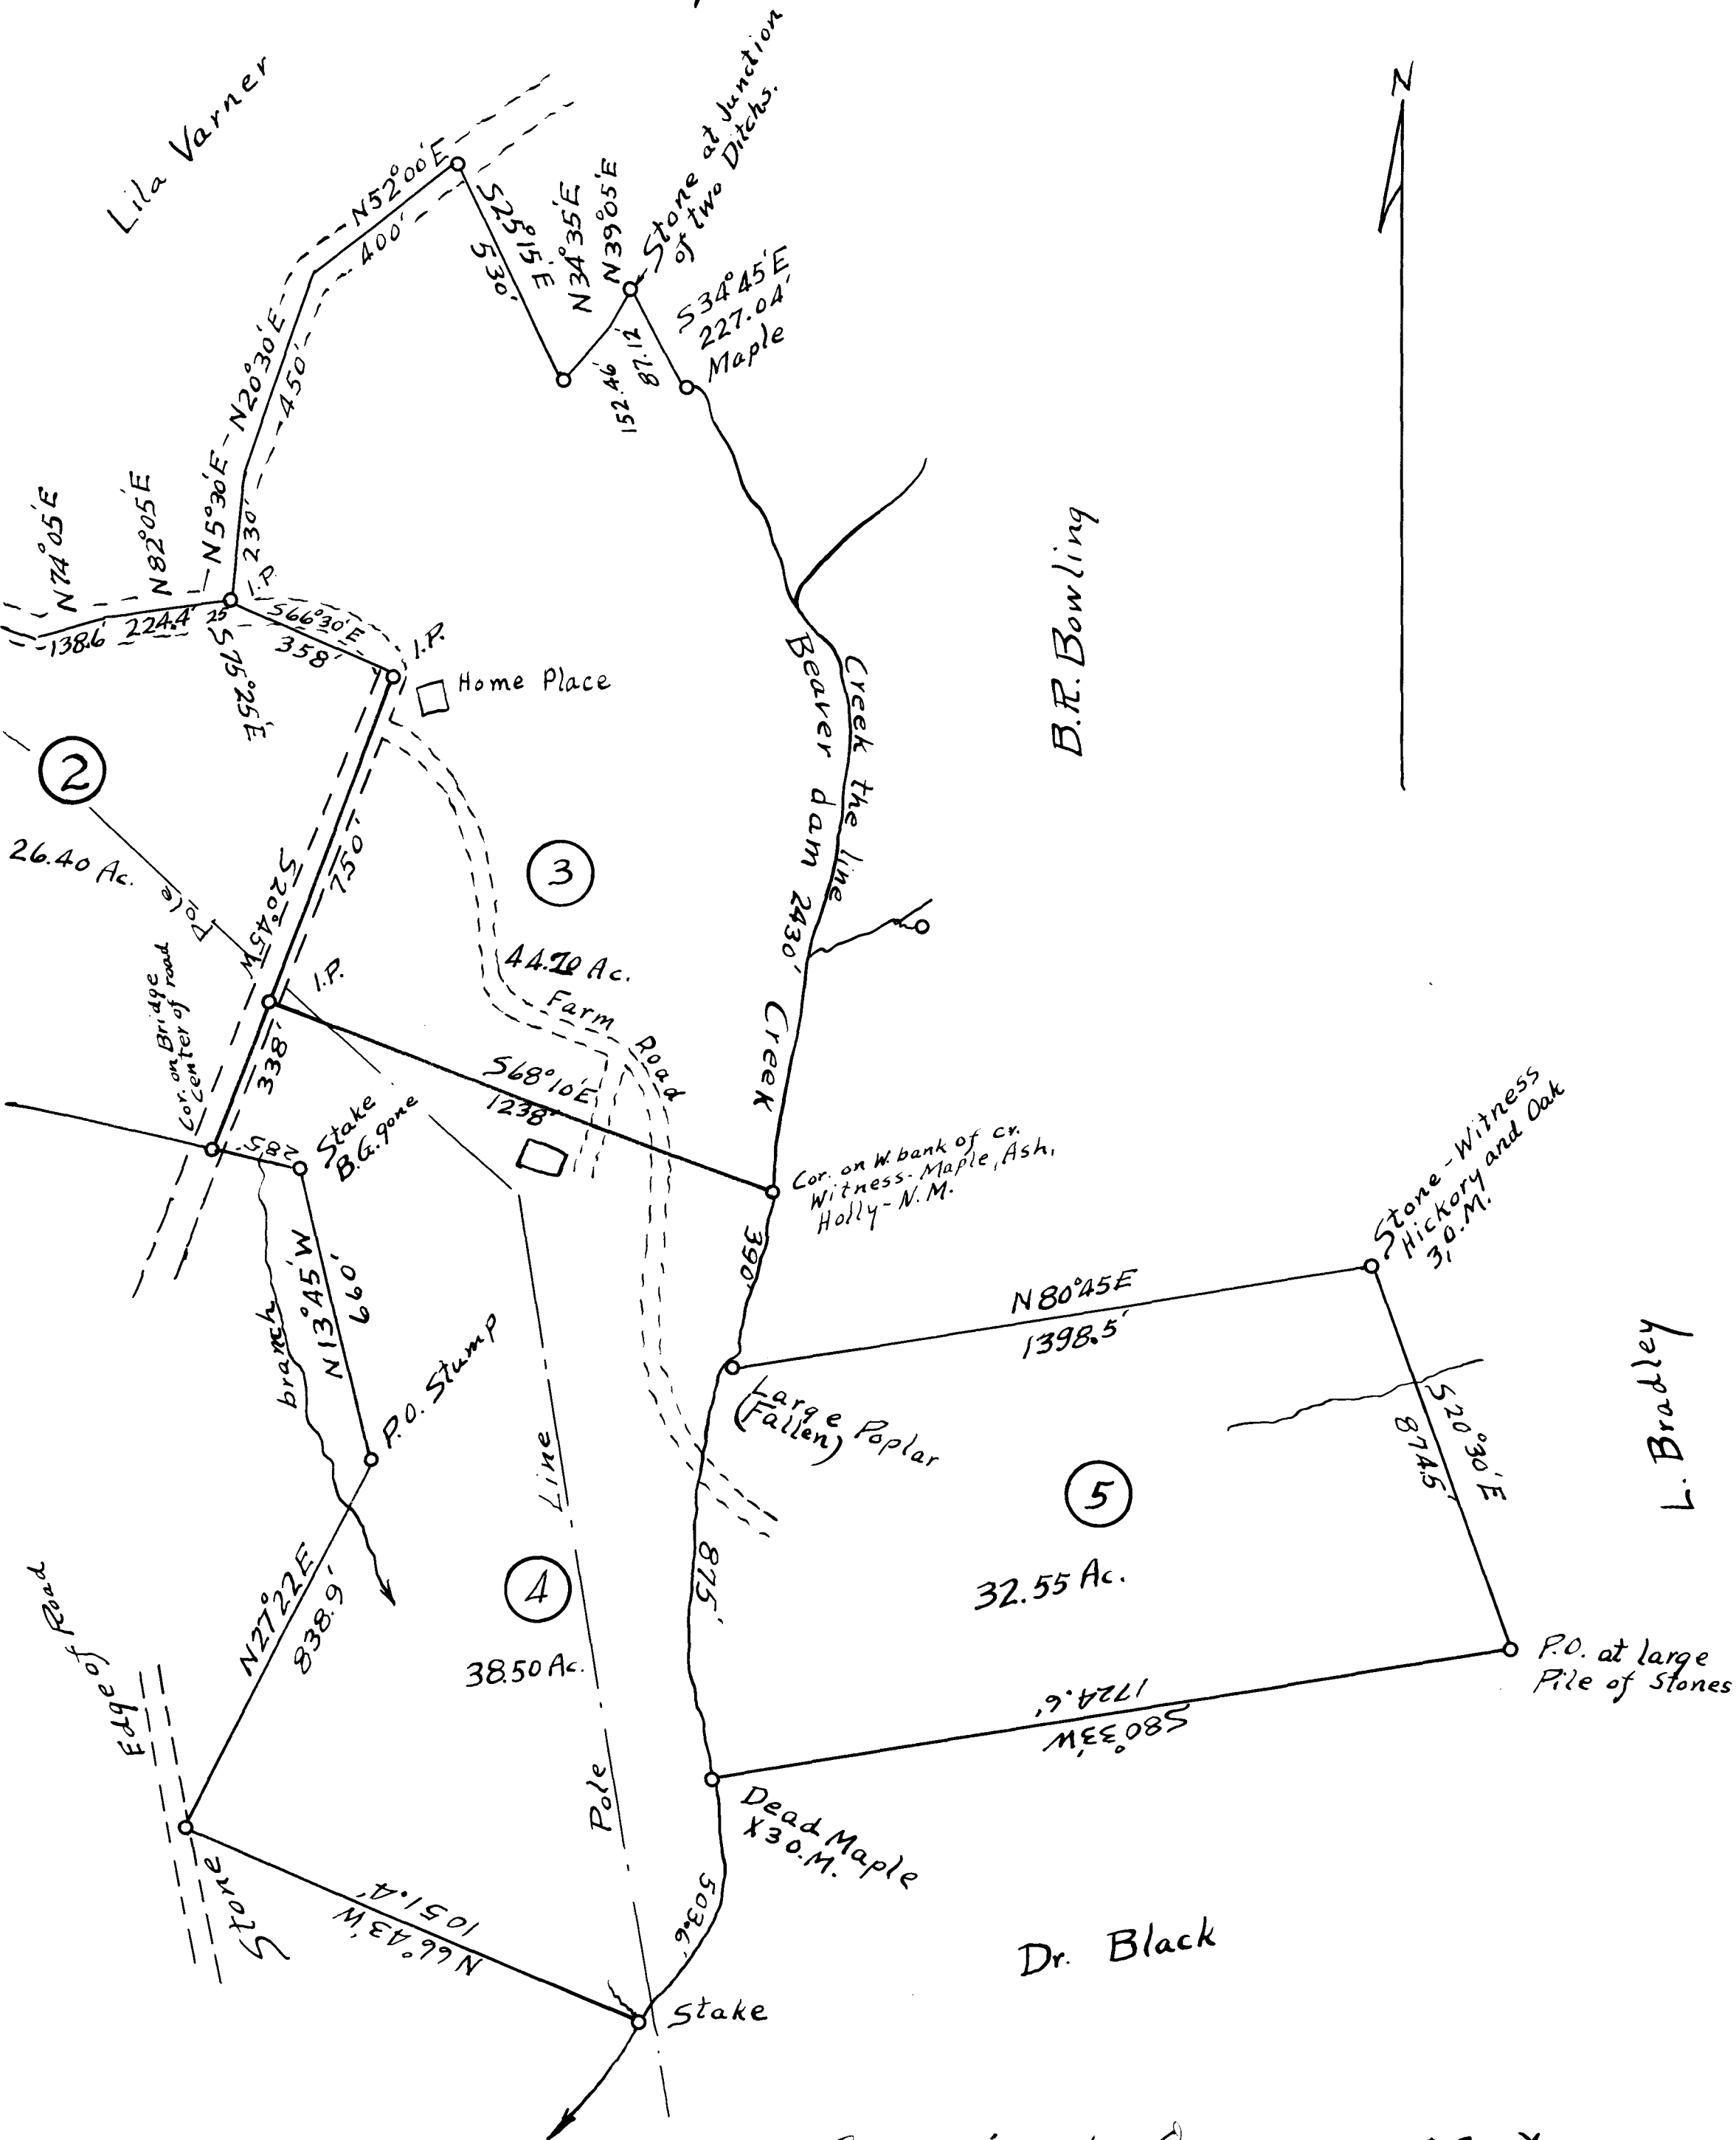 Lila Varner
Stone at Junction
of two Ditchs.
N
N52°00'E
400'
S25°15'E
530'
N34°35'E
N39°05'E
152.46'
87.12'
S34°45'E
227.04'
Maple
N20°30'E
450'
N5°30'E
230'
N74°05'E
N82°05'E
138.6'
224.4'
25'
S75°25'E
I.P.
S66°30'E
358'
I.P.
Home Place
B.R. Bowling
Creek the line
Beaver dam 2430' Creek
2
26.40 Ac.
Pole
S20°45'W
750'
3
44.20 Ac.
Farm Road
I.P.
Cor. on Bridge
Center of road
338'
S68°10'E
1238'
285'
Stake
B.G. gone
Cor. on W. bank of cr.
Witness-Maple, Ash,
Holly-N.M.
390'
Stone-Witness
Hickory and Oak
3,O.M.
N80°45E
1398.5'
branch
N13°45'W
660'
P.O. Stump
Large Poplar
(Fallen)
S20°30'E
874.5'
L. Bradley
5
32.55 Ac.
875'
Line
Pole
4
38.50 Ac.
N27°22E
838.9'
Edge of Road
Stone
1724.6'
S80°33'W
P.O. at large
Pile of stones
Dead Maple
X 3 O.M.
503.6'
1051.4'
N66°43'W
Stake
Dr. Black